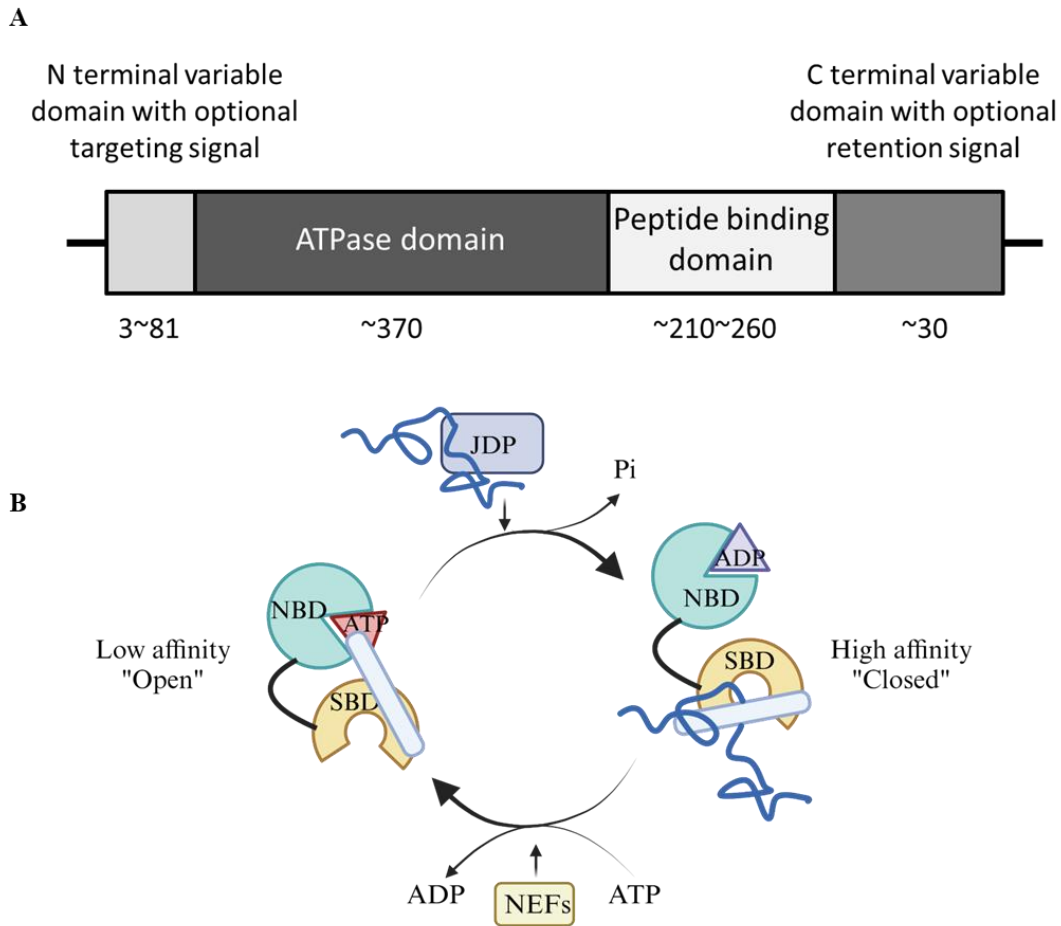 A
N terminal variable
domain with optional
targeting signal
C terminal variable
domain with optional
retention signal
ATPase domain
Peptide binding
domain
3~81
~370
~210~260
~30
B
JDP
Pi
NBD
ATP
SBD
Low affinity
"Open"
ADP
NBD
SBD
High affinity
"Closed"
ADP
NEFs
ATP